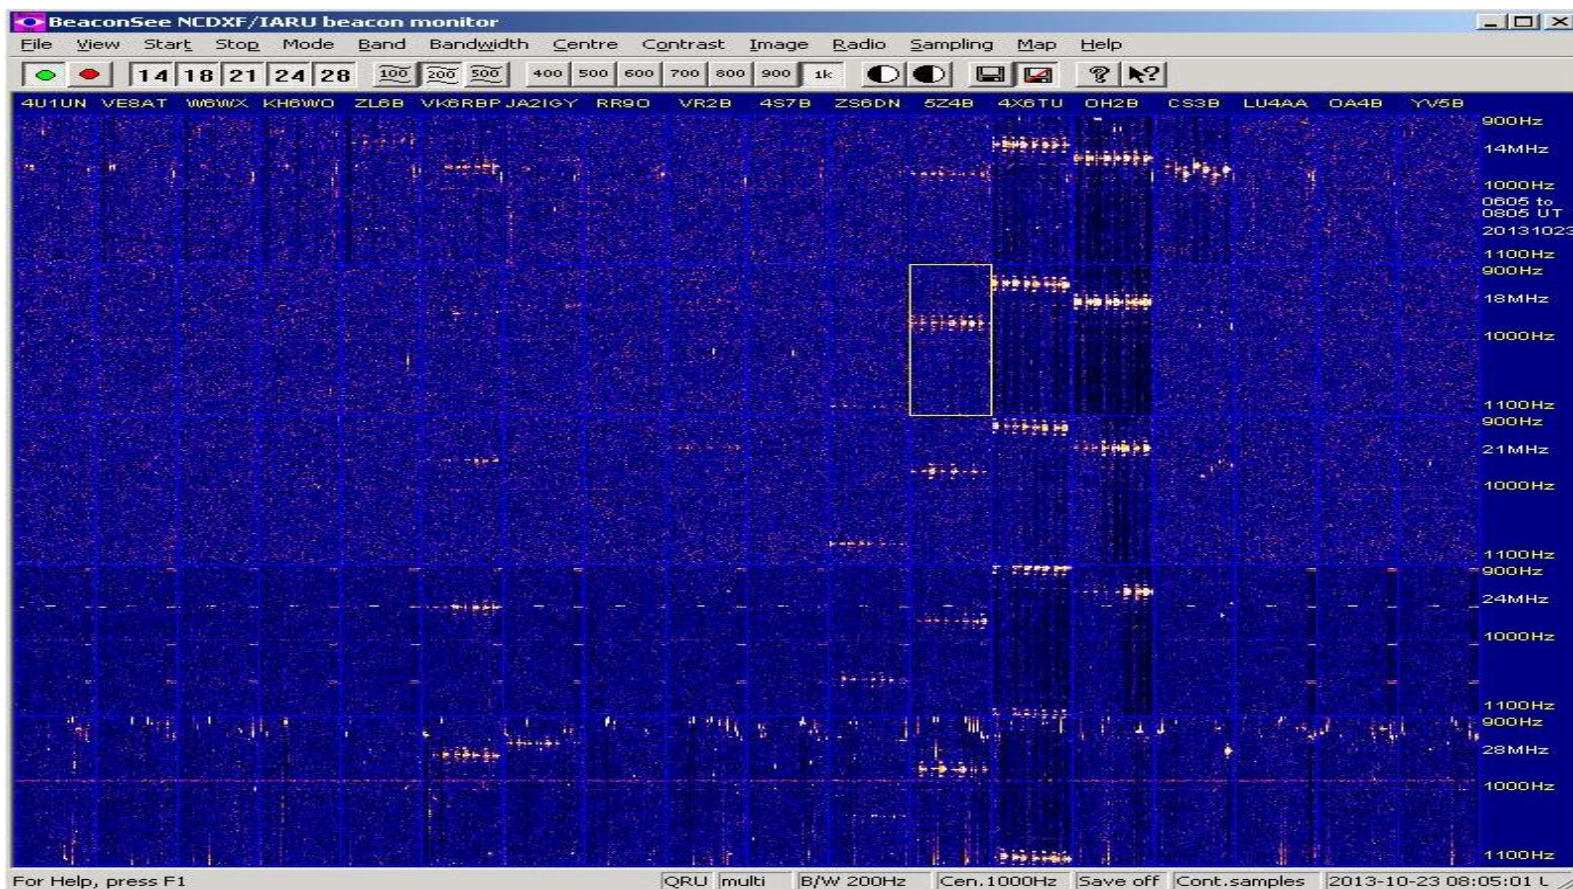 BeaconSee NCDXF/IARU beacon monitor
File View Start Stop Mode Band Bandwidth Centre Contrast Image Radio Sampling Map Help
14 18 21 24 28 100 200 500 400 500 600 700 800 900 1k
4U1UN VE8AT W6WX KH6WO ZL6B VK6RBP JA2IGY RR9O VR2B 4S7B ZS6DN 5Z4B 4X6TU OH2B CS3B LU4AA OA4B YV5B
900Hz
14MHz
1000Hz
0605 to
0805 UT
20131023
1100Hz
900Hz
18MHz
1000Hz
1100Hz
900Hz
21MHz
1000Hz
1100Hz
900Hz
24MHz
1000Hz
1100Hz
900Hz
28MHz
1000Hz
1100Hz
For Help, press F1 QRU multi B/W 200Hz Cen.1000Hz Save off Cont.samples 2013-10-23 08:05:01 L